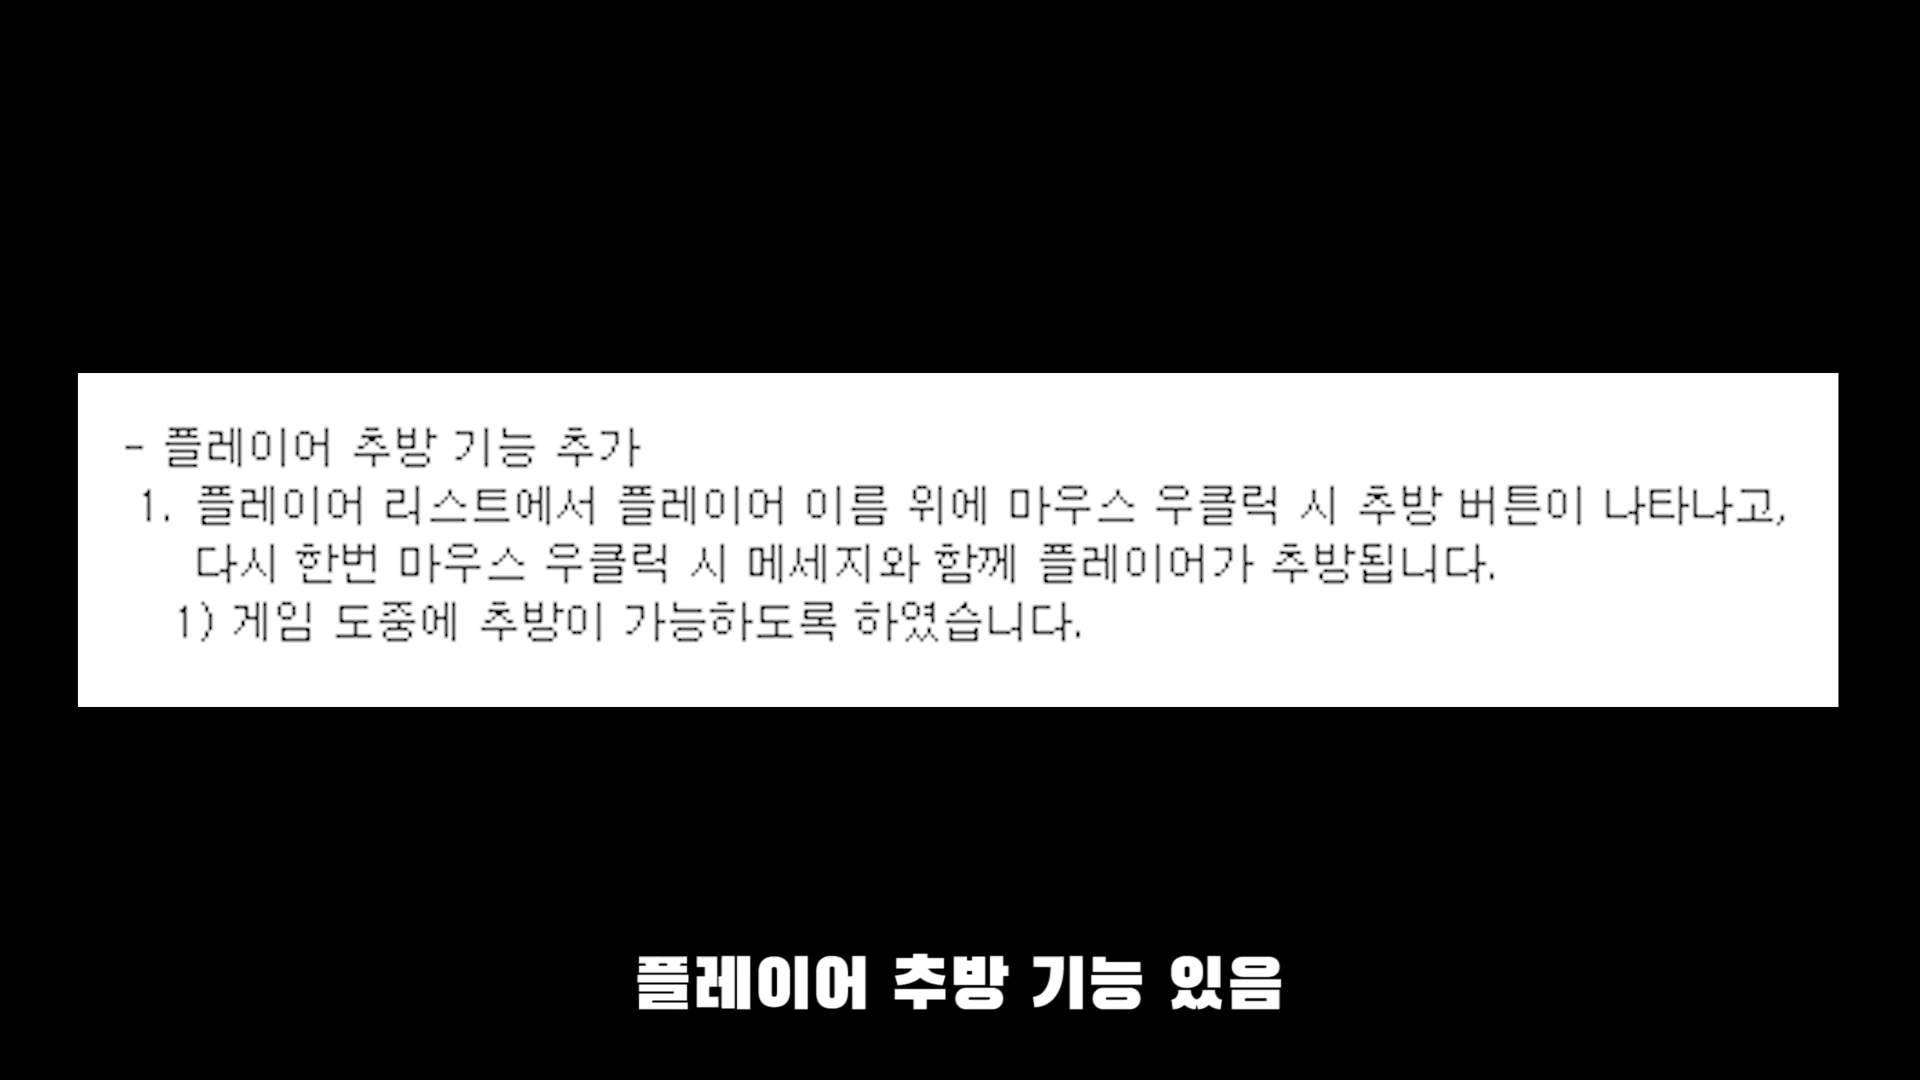 - 플레이어 추방 기능 추가
1. 플레이어 리스트에서 플레이어 이름 위에 마우스 우클릭 시 추방 버튼이 나타나고,
다시 한번 마우스 우클릭 시 메세지와 함께 플레이어가 추방됩니다.
1) 게임 도중에 추방이 가능하도록 하였습니다.
플레이어 추방 기능 있음